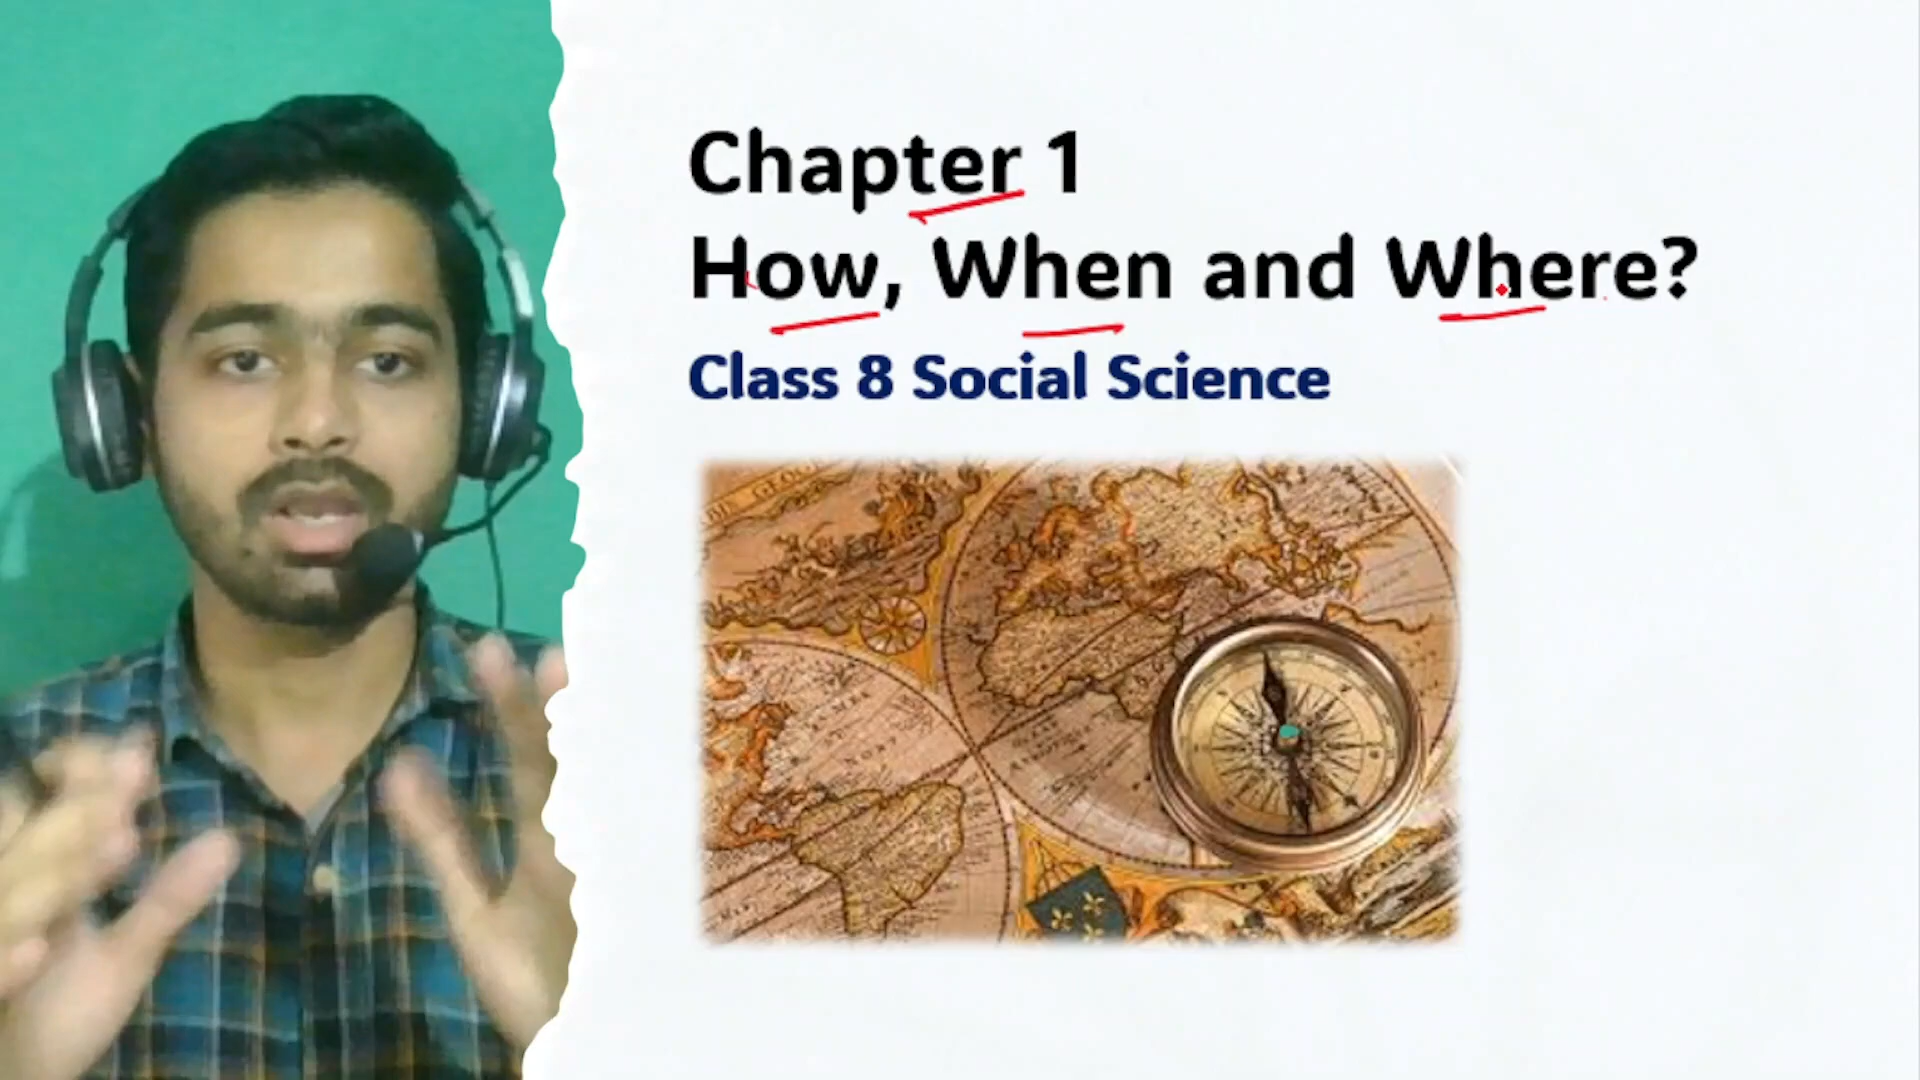 Chapter 1
How, When and Where?
Class 8 Social Science